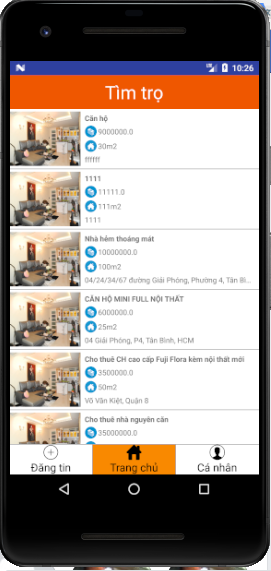 10:26
Tìm trọ
Căn hộ
9000000.0
30m2
ffffff
1111
11111.0
111m2
1111
Nhà hẻm thoáng mát
10000000.0
100m2
04/24/34/67 đường Giải Phóng, Phường 4, Tân Bì...
CĂN HỘ MINI FULL NỘI THẤT
6000000.0
25m2
04 Giải Phóng, P4, Tân Bình, HCM
Cho thuê CH cao cấp Fuji Flora kèm nội thất mới
3500000.0
50m2
Võ Văn Kiệt, Quận 8
Cho thuê nhà nguyên căn
35000000.0
Đăng tin
Trang chủ
Cá nhân